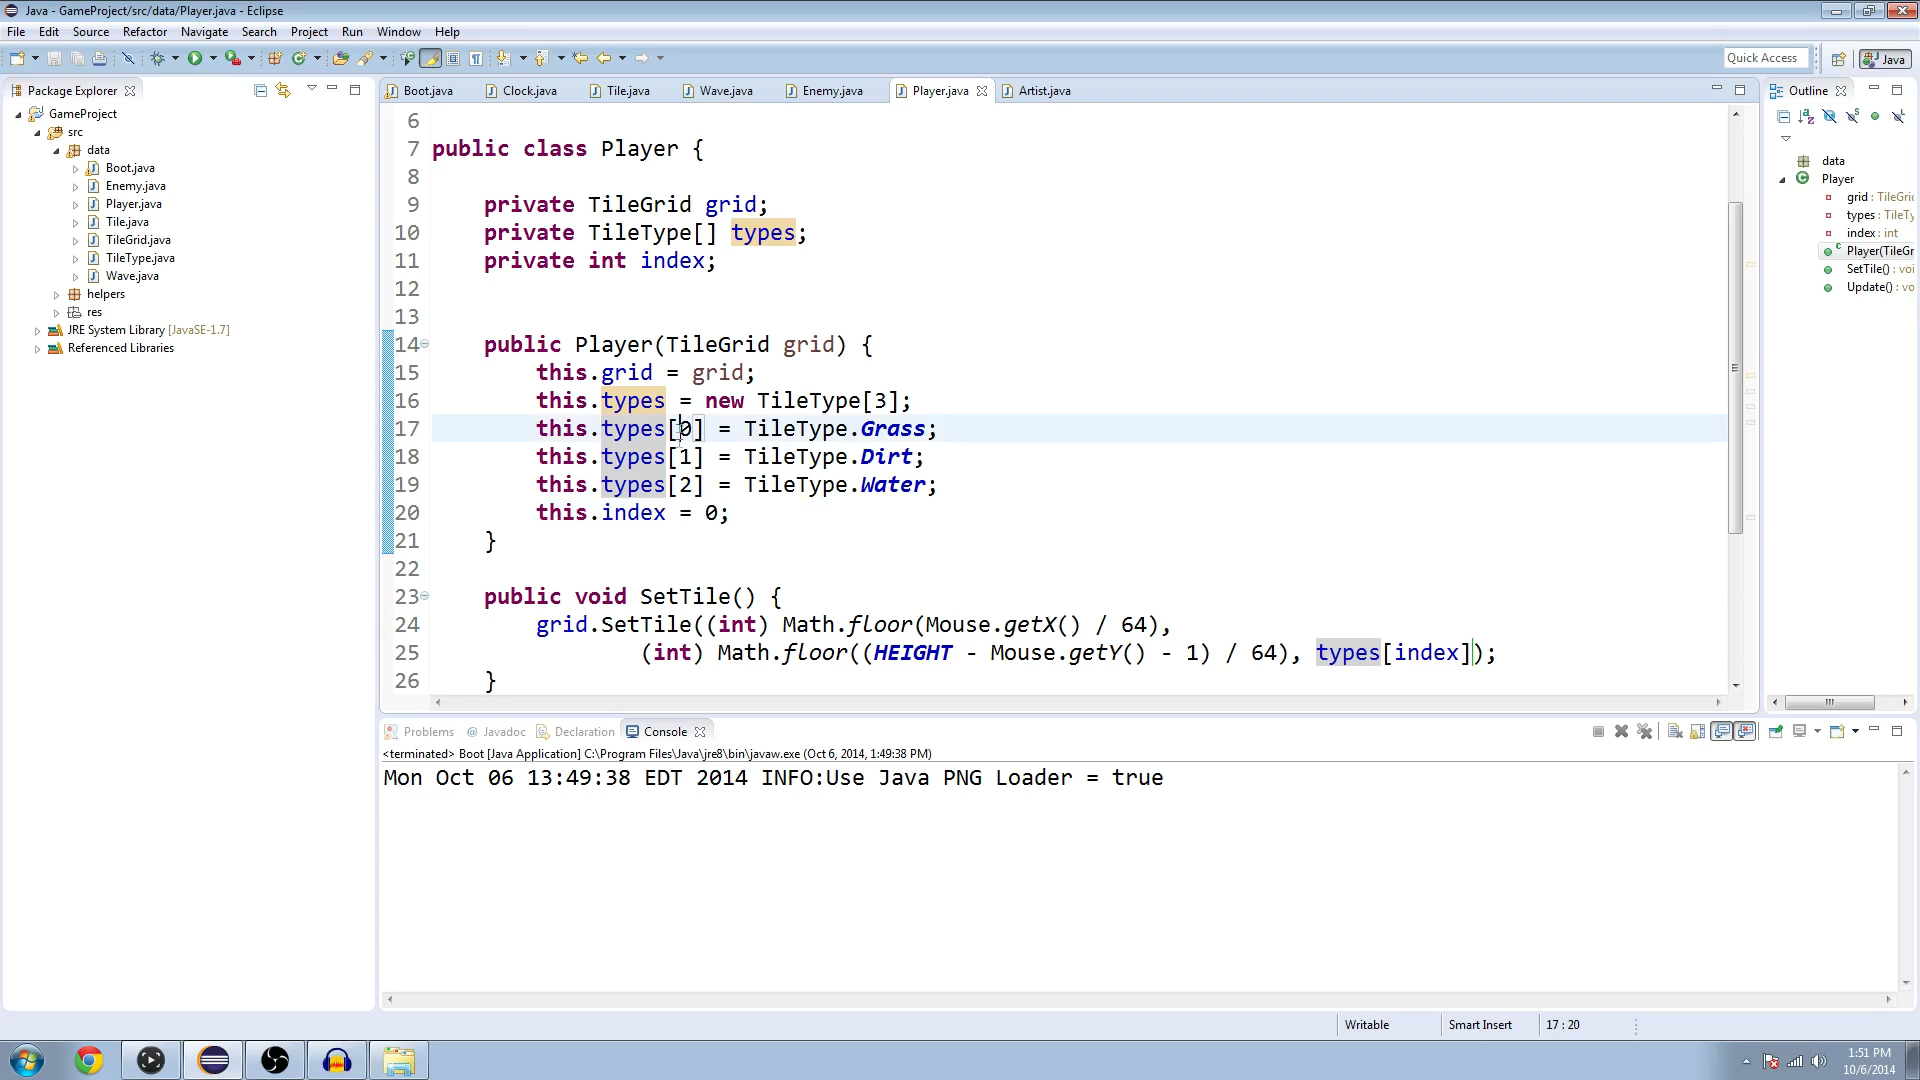 Java - GameProject/src/data/Player.java - Eclipse
File Edit Source Refactor Navigate Search Project Run Window Help
Quick Access
Java
Package Explorer
GameProject
src
data
Boot.java
Enemy.java
Player.java
Tile.java
TileGrid.java
TileType.java
Wave.java
helpers
res
JRE System Library [JavaSE-1.7]
Referenced Libraries
Boot.java Clock.java Tile.java Wave.java Enemy.java Player.java Artist.java
6
7 public class Player {
8
9 private TileGrid grid;
10 private TileType[] types;
11 private int index;
12
13
14 public Player(TileGrid grid) {
15 this.grid = grid;
16 this.types = new TileType[3];
17 this.types[0] = TileType.Grass;
18 this.types[1] = TileType.Dirt;
19 this.types[2] = TileType.Water;
20 this.index = 0;
21 }
22
23 public void SetTile() {
24 grid.SetTile((int) Math.floor(Mouse.getX() / 64),
25 (int) Math.floor((HEIGHT - Mouse.getY() - 1) / 64), types[index]);
26 }
Outline
data
Player
grid : TileGric
types : TileTy
index : int
Player(TileGr
SetTile() : voi
Update() : vo
Problems Javadoc Declaration Console
<terminated> Boot [Java Application] C:\Program Files\Java\jre8\bin\javaw.exe (Oct 6, 2014, 1:49:38 PM)
Mon Oct 06 13:49:38 EDT 2014 INFO:Use Java PNG Loader = true
Writable Smart Insert 17 : 20
1:51 PM
10/6/2014